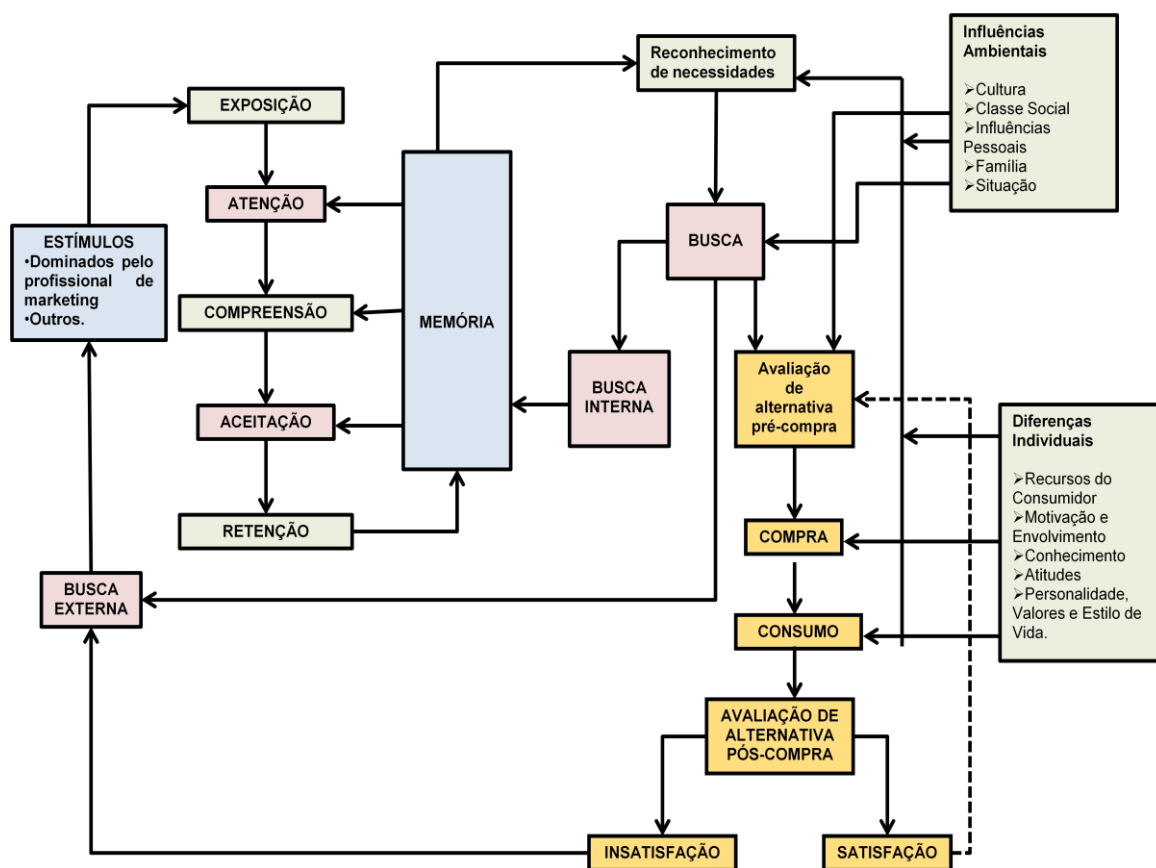 EXPOSIÇÃO
ATENÇÃO
ESTÍMULOS
•Dominados pelo
profissional de
marketing
•Outros.
COMPREENSÃO
ACEITAÇÃO
RETENÇÃO
BUSCA
EXTERNA
MEMÓRIA
Reconhecimento
de necessidades
BUSCA
BUSCA
INTERNA
Avaliação
de
alternativa
pré-compra
COMPRA
CONSUMO
AVALIAÇÃO DE
ALTERNATIVA
PÓS-COMPRA
INSATISFAÇÃO
SATISFAÇÃO
Influências
Ambientais
➢Cultura
➢Classe Social
➢Influências
Pessoais
➢Família
➢Situação
Diferenças
Individuais
➢Recursos do
Consumidor
➢Motivação e
Envolvimento
➢Conhecimento
➢Atitudes
➢Personalidade,
Valores e Estilo de
Vida.